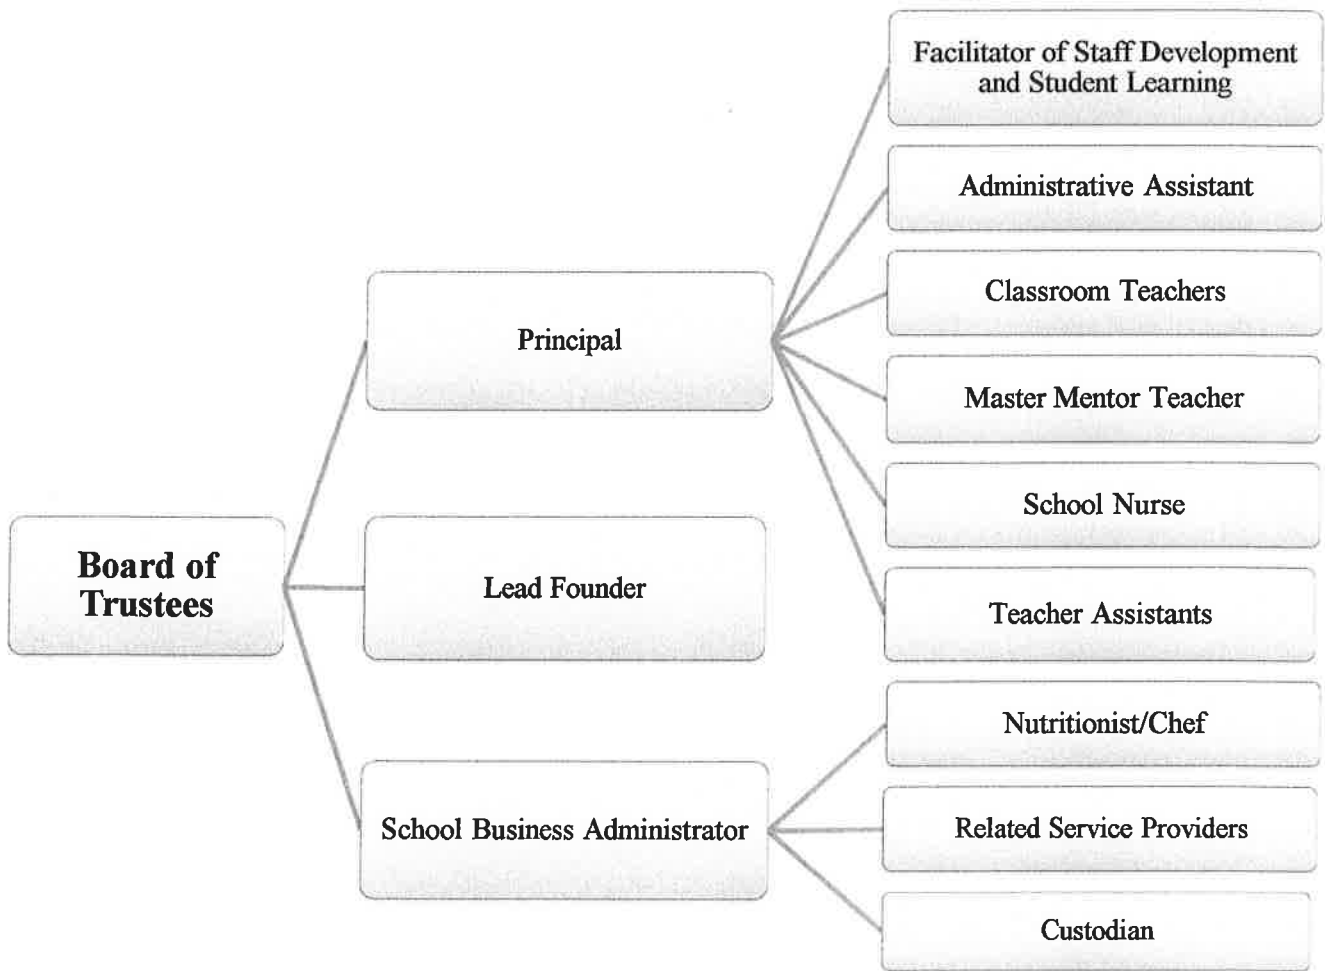 Facilitator of Staff Development
and Student Learning
Administrative Assistant
Classroom Teachers
Principal
Master Mentor Teacher
School Nurse
Board of
Trustees
Lead Founder
Teacher Assistants
Nutritionist/Chef
School Business Administrator
Related Service Providers
Custodian